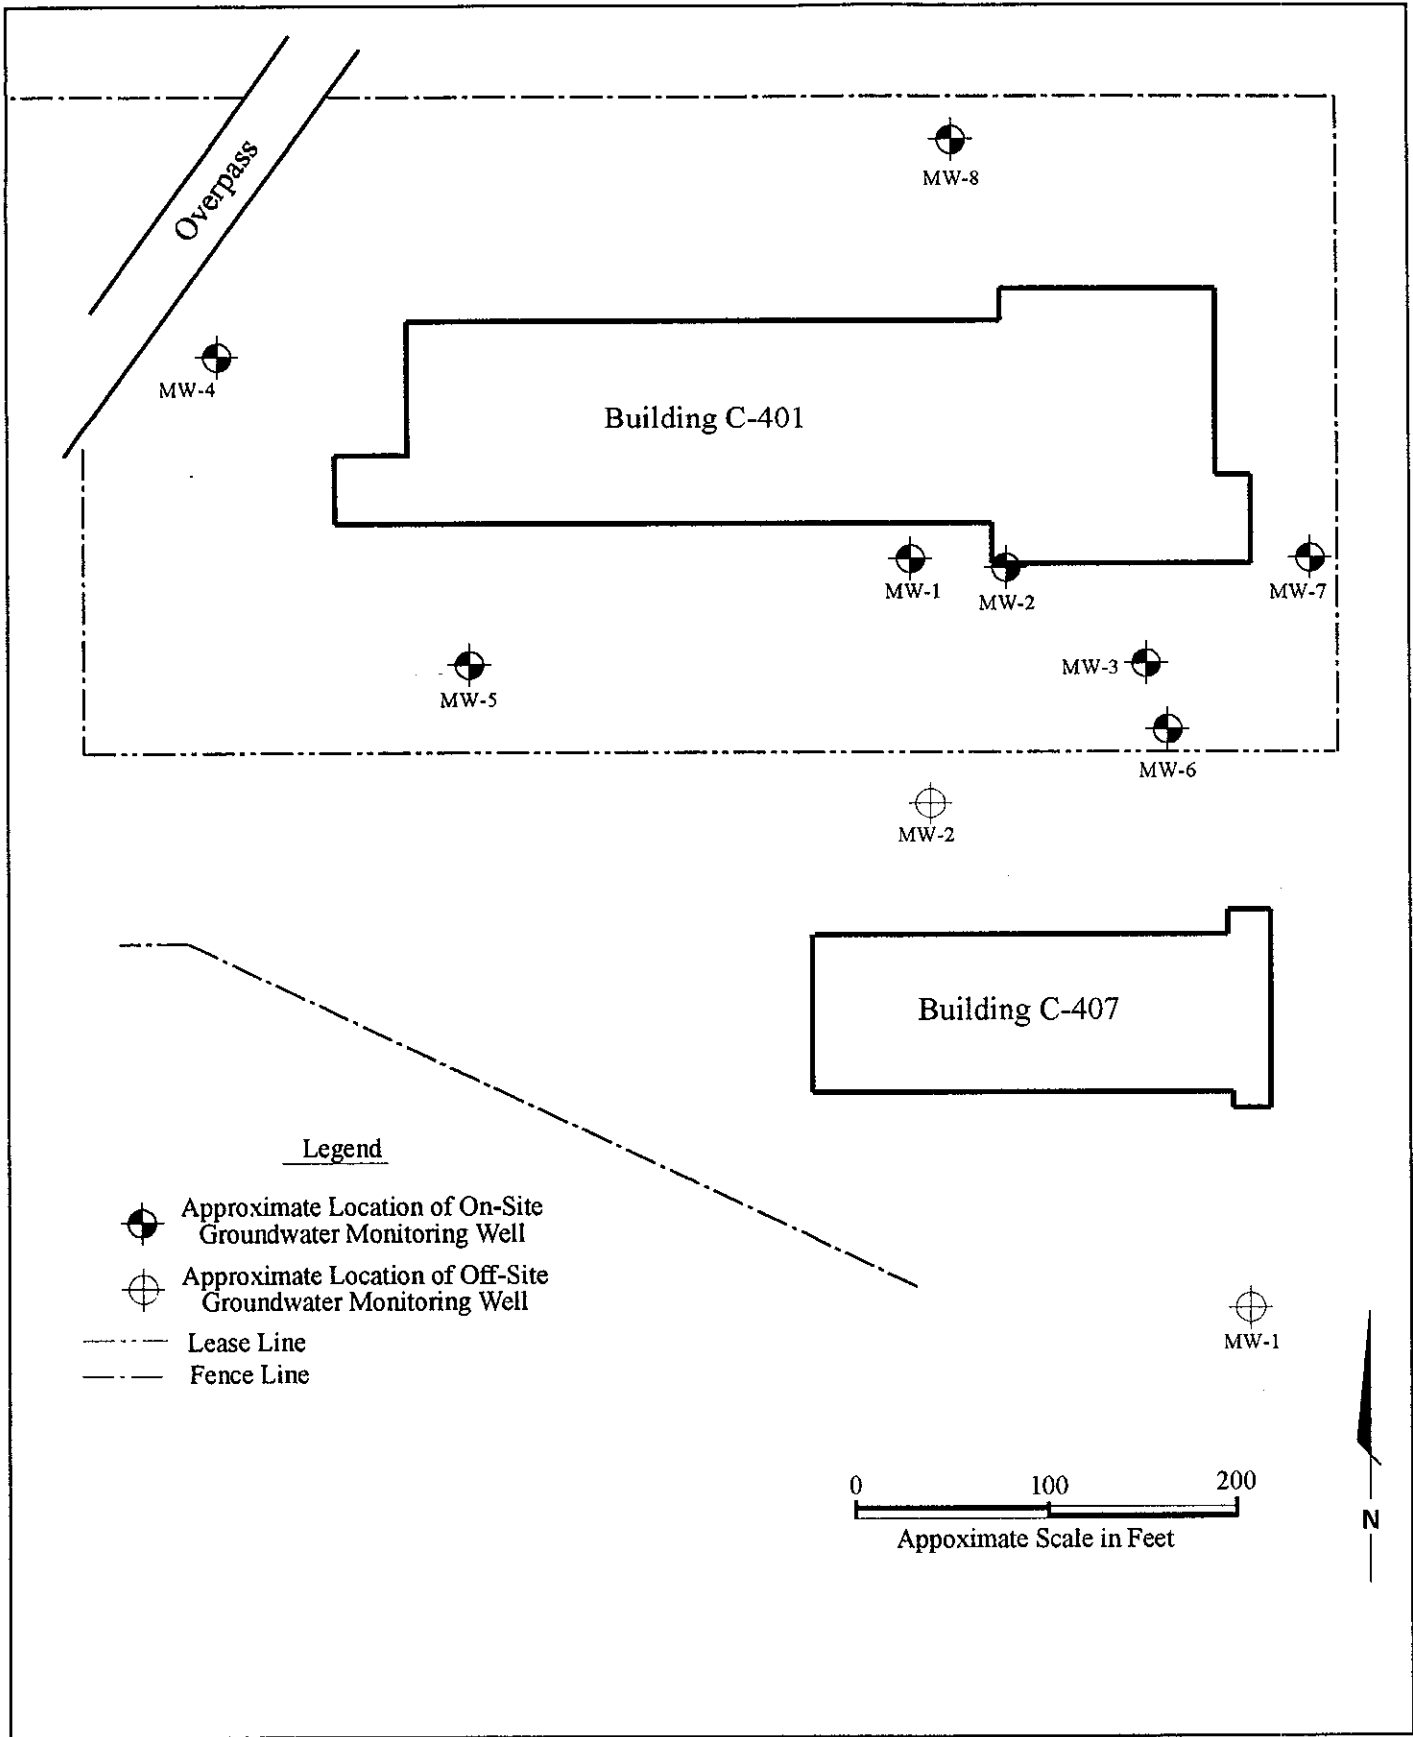 Overpass
MW-8
MW-4
Building C-401
MW-1
MW-2
MW-7
MW-3
MW-5
MW-6
MW-2
Building C-407
Legend
Approximate Location of On-Site
Groundwater Monitoring Well
Approximate Location of Off-Site
Groundwater Monitoring Well
Lease Line
Fence Line
MW-1
0 100 200
Appoximate Scale in Feet
N